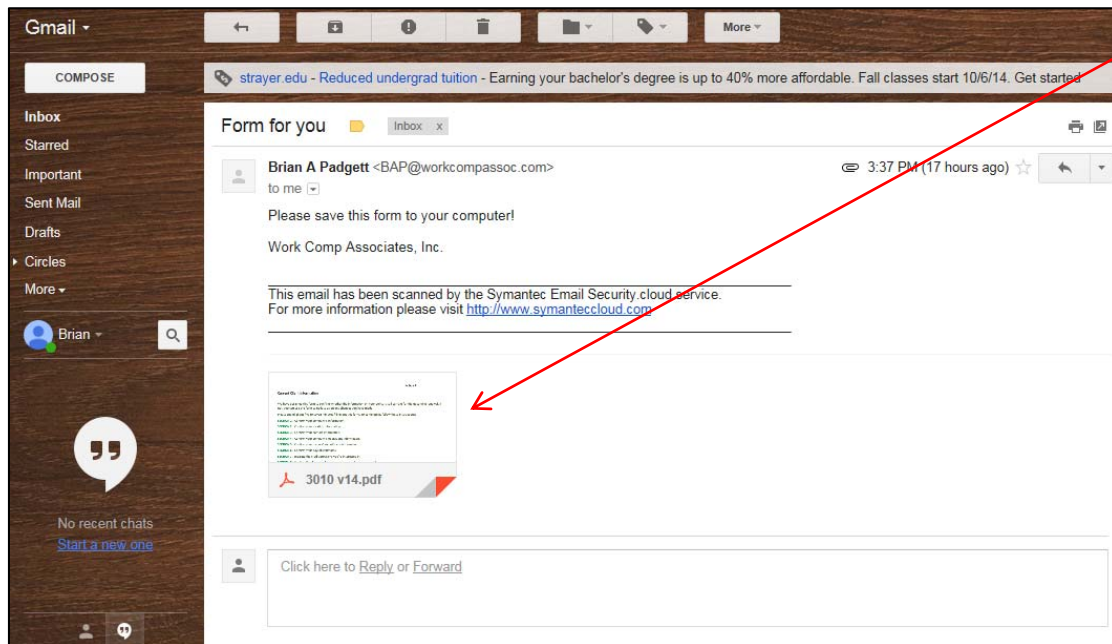 Gmail
More
COMPOSE
strayer.edu - Reduced undergrad tuition - Earning your bachelor's degree is up to 40% more affordable. Fall classes start 10/6/14. Get started
Inbox
Starred
Important
Sent Mail
Drafts
Circles
More
Brian
Form for you
Inbox x
Brian A Padgett <BAP@workcompassoc.com>
3:37 PM (17 hours ago)
to me
Please save this form to your computer!
Work Comp Associates, Inc.
This email has been scanned by the Symantec Email Security.cloud service.
For more information please visit http://www.symanteccloud.com
3010 v14.pdf
No recent chats
Start a new one
Click here to Reply or Forward